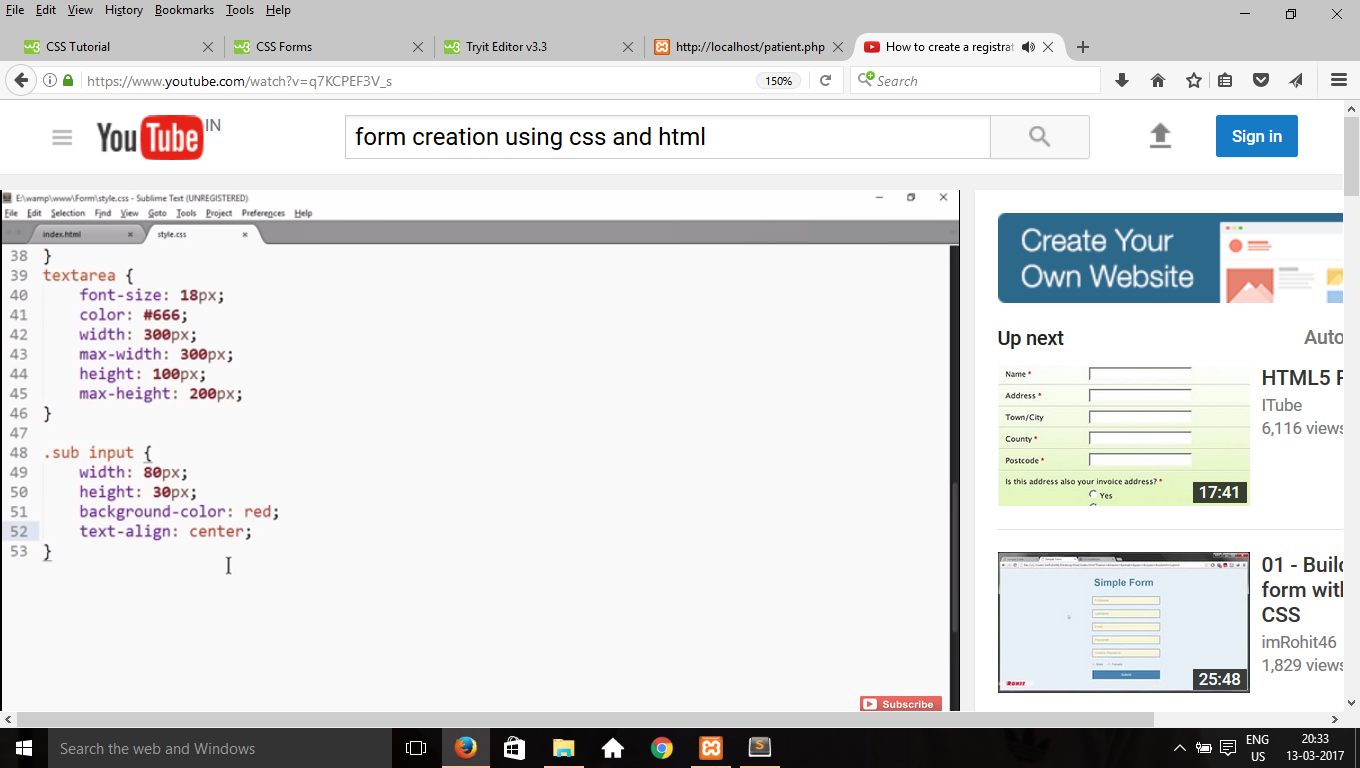 File Edit View History Bookmarks Tools Help
CSS Tutorial CSS Forms Tryit Editor v3.3 http://localhost/patient.php How to create a registrat
https://www.youtube.com/watch?v=q7KCPEF3V_s 150% Search
YouTube IN form creation using css and html Sign in
E:\wamp\www\Form\style.css - Sublime Text (UNREGISTERED)
File Edit Selection Find View Goto Tools Project Preferences Help
index.html style.css
38 }
39 textarea {
40 font-size: 18px;
41 color: #666;
42 width: 300px;
43 max-width: 300px;
44 height: 100px;
45 max-height: 200px;
46 }
47
48 .sub input {
49 width: 80px;
50 height: 30px;
51 background-color: red;
52 text-align: center;
53 }
Subscribe
Create Your
Own Website
Up next Auto
Name *
Address *
Town/City
County *
Postcode *
Is this address also your invoice address? *
Yes
17:41
HTML5 F
ITube
6,116 views
Simple Form
25:48
01 - Build
form with
CSS
imRohit46
1,829 views
Search the web and Windows
ENG
US
20:33
13-03-2017